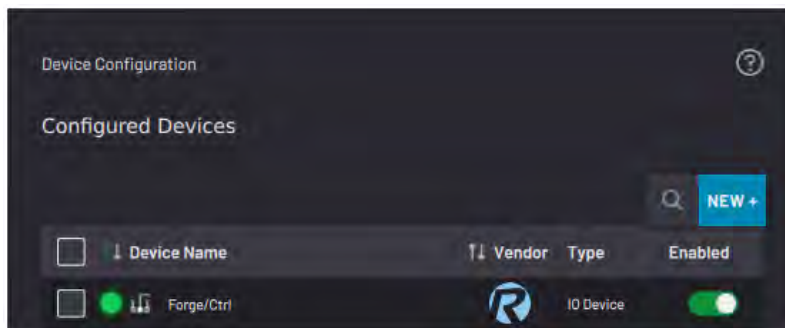 Device Configuration
Configured Devices
NEW +
Device Name Vendor Type Enabled
Forge/Ctrl R IO Device